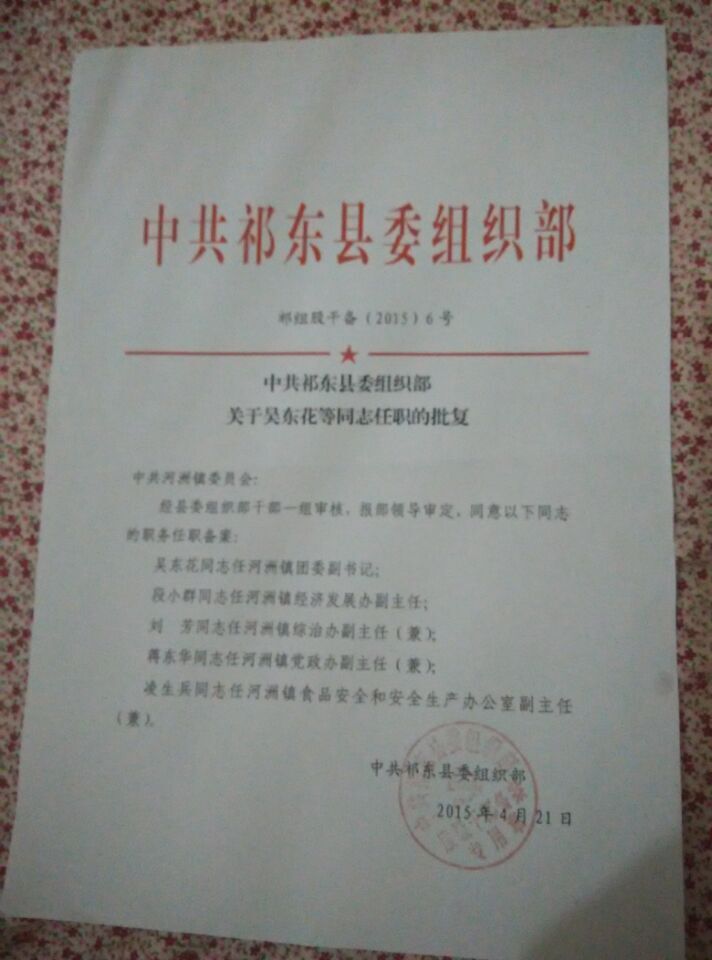 中共祁东县委组织部
祁组股干备（2015）6号
中共祁东县委组织部
关于吴东花等同志任职的批复
中共河洲镇委员会：
经县委组织部干部一组审核，报部领导审定，同意以下同志
的职务任职备案：
吴东花同志任河洲镇团委副书记；
段小群同志任河洲镇经济发展办副主任；
刘　芳同志任河洲镇综治办副主任（兼）；
蒋东华同志任河洲镇党政办副主任（兼）；
凌生兵同志任河洲镇食品安全和安全生产办公室副主任
（兼）。
中共祁东县委组织部
2015年4月21日